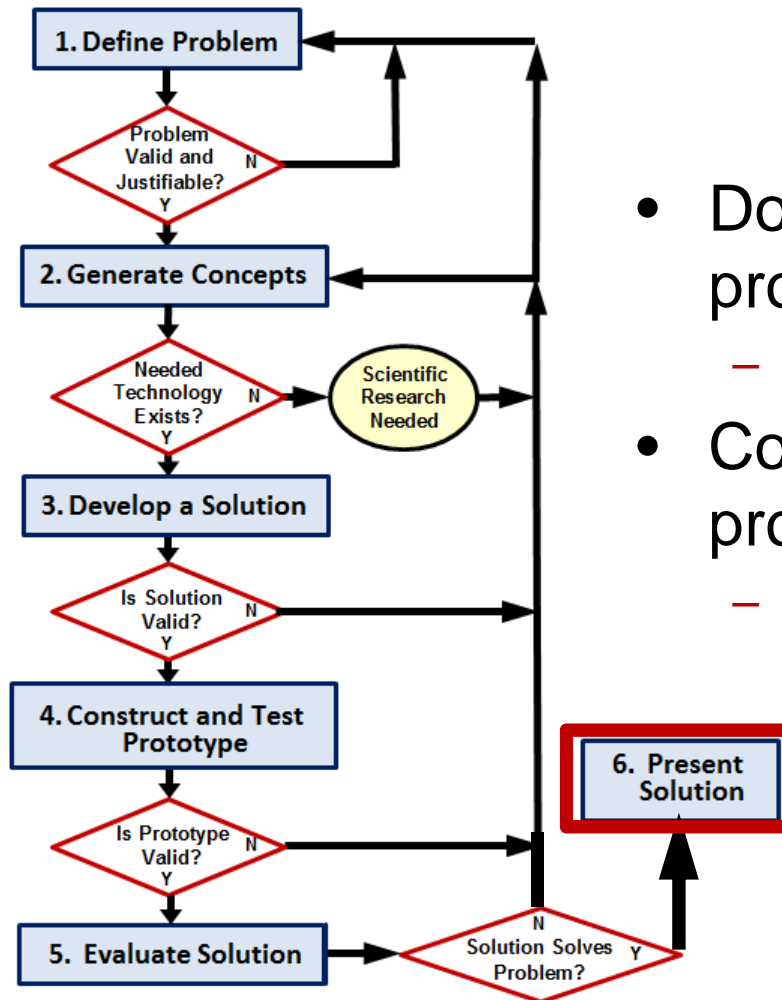 1. Define Problem
Problem
Valid and
Justifiable?
N
Y
2. Generate Concepts
Needed
Technology
Exists?
N
Y
Scientific
Research
Needed
3. Develop a Solution
Is Solution
Valid?
N
Y
4. Construct and Test
Prototype
Is Prototype
Valid?
N
Y
5. Evaluate Solution
N
Solution Solves
Problem?
Y
6. Present
Solution
• Do
pro
–
• Co
pro
–